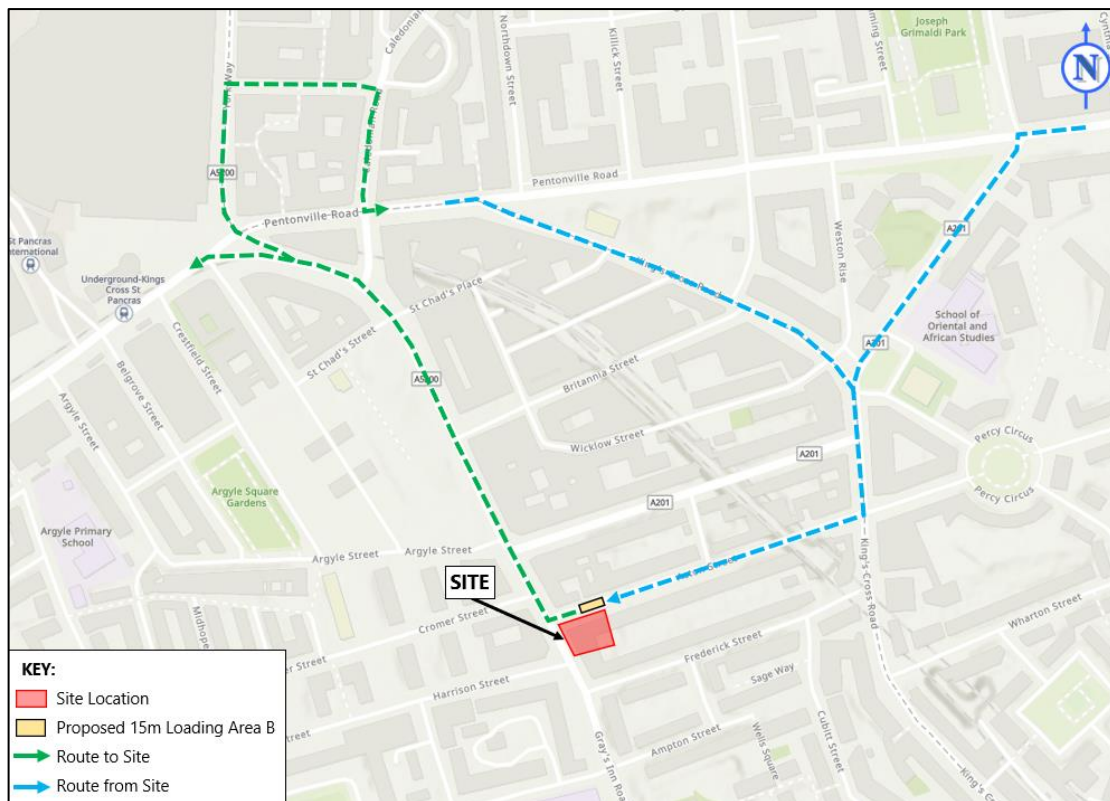 Joseph
Grimaldi Park
N
Northdown Street
Killick Street
Pentonville Road
Weston Rise
A5200
Pentonville Road
A201
St Pancras
International
Underground-Kings
Cross St
Pancras
St Chad's Place
King's Cross Road
School of
Oriental and
African Studies
Crestfield Street
St Chad's Street
A201
Belgrove Street
A5200
Britannia Street
Argyle Street
Wicklow Street
Percy Circus
A201
Argyle Square
Gardens
Percy Circus
A201
Argyle Primary
School
Argyle Street
Argyle Street
King's Cross Road
SITE
Acton Street
Cromer Street
Wharton Street
Frederick Street
Sage Way
Harrison Street
Cubitt Street
Ampton Street
Wells Square
Gray's Inn Road
KEY:
Site Location
Proposed 15m Loading Area B
Route to Site
Route from Site